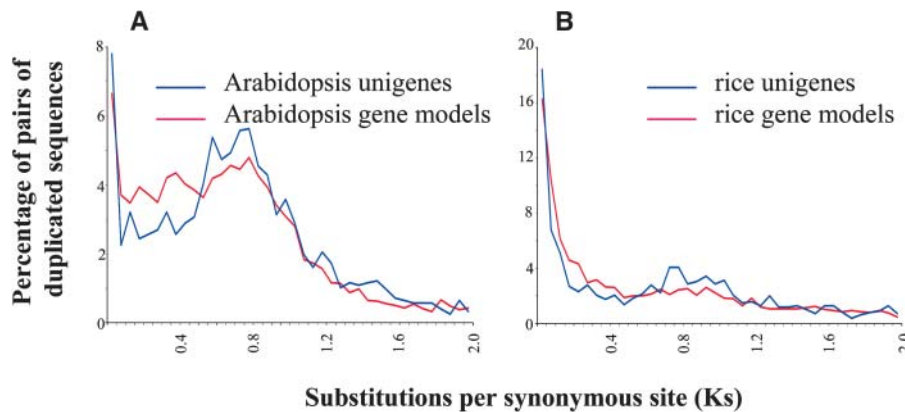 A
B
Percentage of pairs of
duplicated sequences
8
6
4
2
0
Arabidopsis unigenes
Arabidopsis gene models
0.4
0.8
1.2
1.6
2.0
20
16
12
8
4
0
rice unigenes
rice gene models
0.4
0.8
1.2
1.6
2.0
Substitutions per synonymous site (Ks)